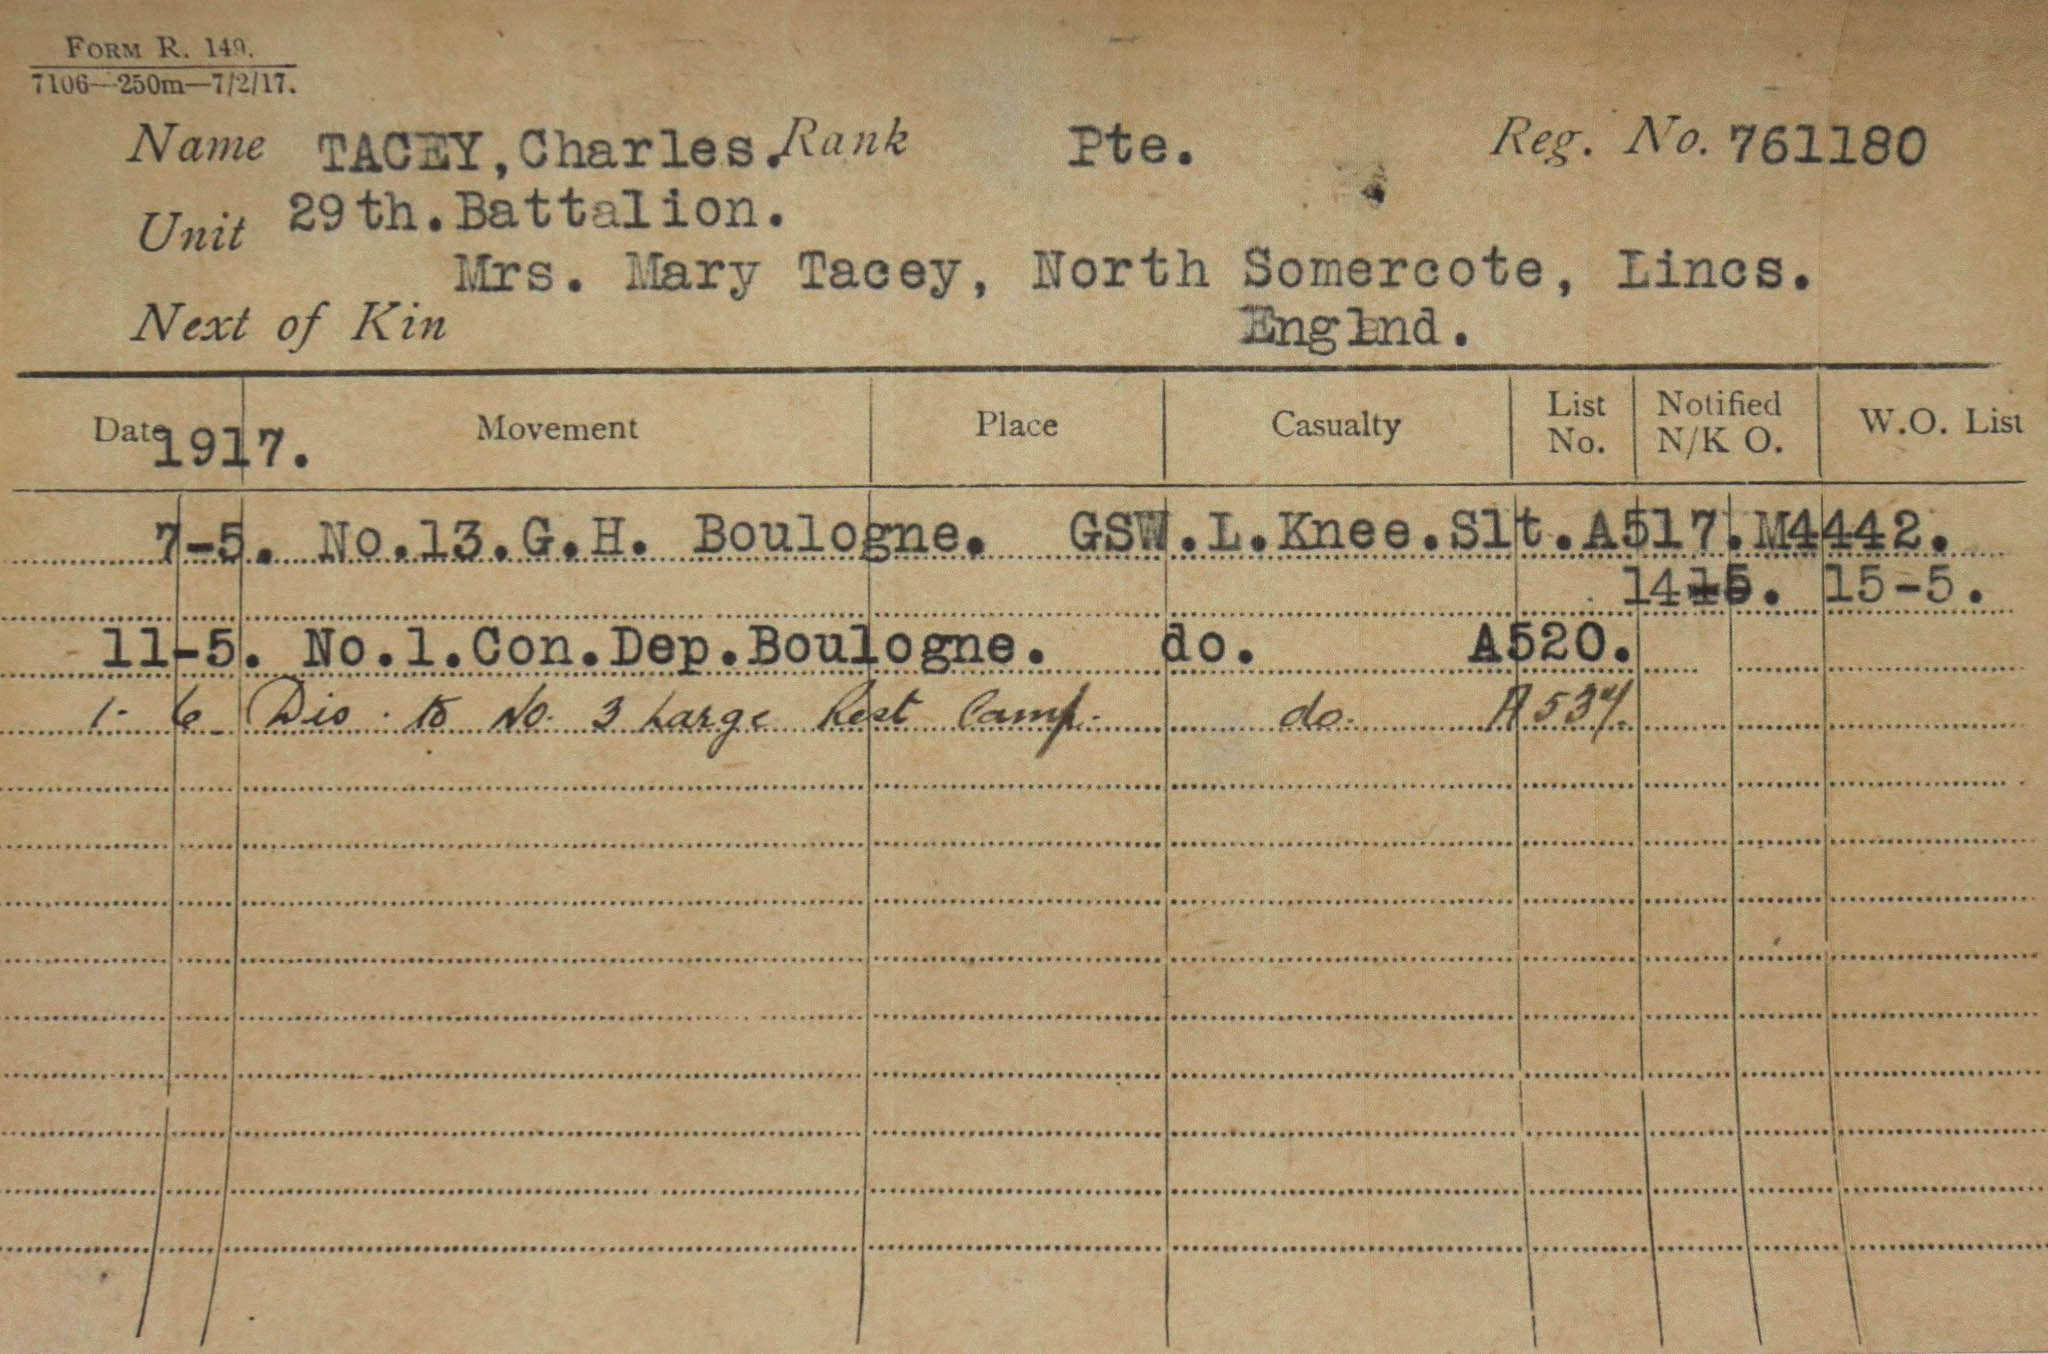 FORM R. 149.
7106—250m—7/2/17.
Name TACEY, Charles. Rank Pte. Reg. No. 761180
Unit 29th. Battalion.
Mrs. Mary Tacey, North Somercote, Lincs.
Next of Kin England.
Date 1917. Movement Place Casualty List No. Notified N/K O. W.O. List
7-5. No.13.G.H. Boulogne. GSW.L.Knee.Slt. A517. M4442.
15-5.
11-5. No.1.Con.Dep.Boulogne. do. A520.
1-6 Dis. to No. 3 Large Rest Camp. do. A534.